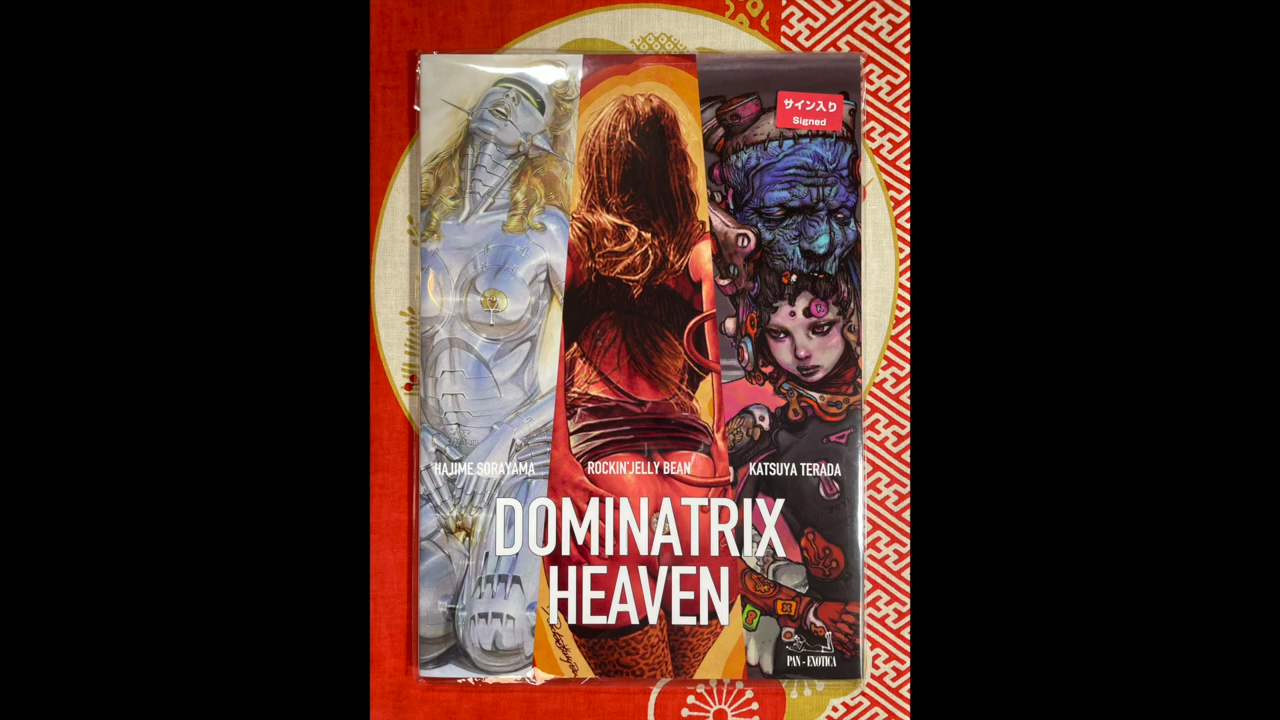 サイン入り
Signed
HAJIME SORAYAMA ROCKIN'JELLY BEAN KATSUYA TERADA
DOMINATRIX
HEAVEN
PAN-EXOTICA